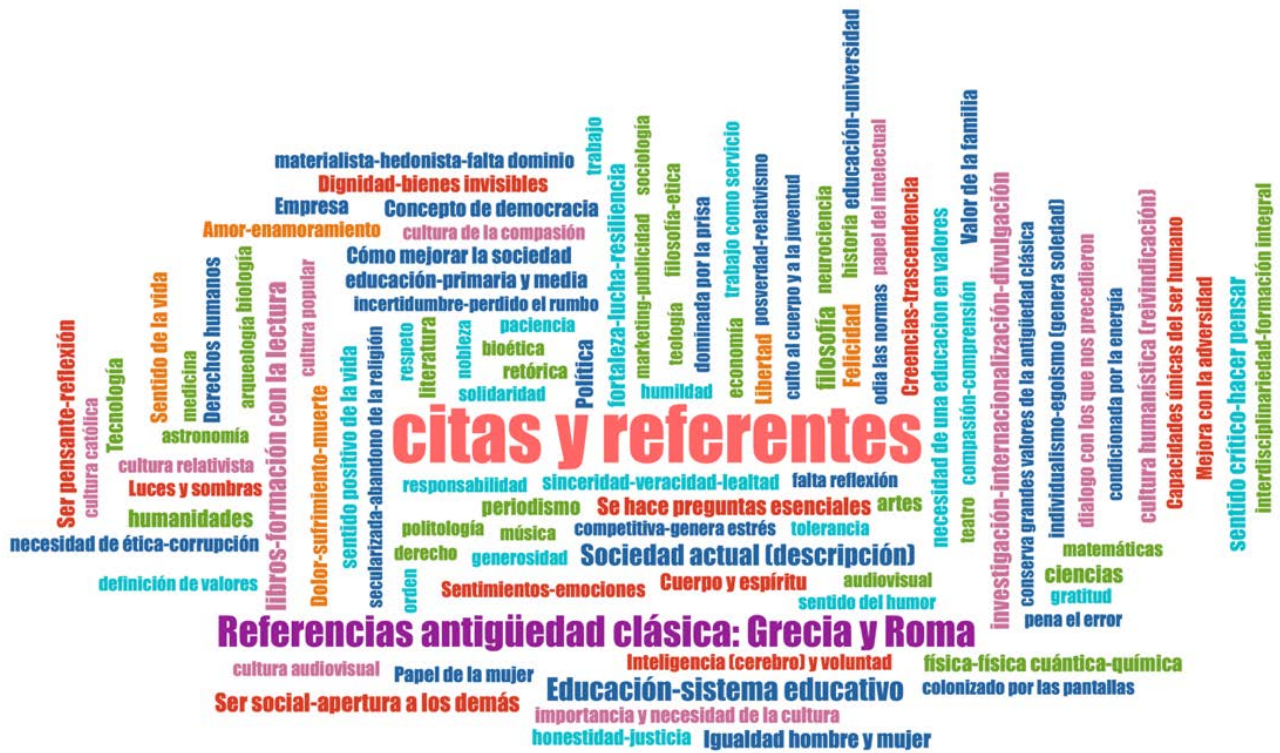 materialista-hedonista-falta dominio
Dignidad-bienes invisibles
Empresa
Concepto de democracia
Amor-enamoramiento
cultura de la compasión
Cómo mejorar la sociedad
educación-primaria y media
incertidumbre-perdido el rumbo
paciencia
bioética
retórica
solidaridad
humildad
Ser pensante-reflexión
cultura católica
Tecnología
Sentido de la vida
medicina
Derechos humanos
arqueología
biología
libros-formación con la lectura
cultura popular
Dolor-sufrimiento-muerte
sentido positivo de la vida
secularizada-abandono de la religión
respeto
literatura
nobleza
orden
Política
trabajo
fortaleza-lucha-resiliencia
marketing-publicidad
sociología
teología
filosofía-etica
dominada por la prisa
trabajo como servicio
economía
posverdad-relativismo
Libertad
culto al cuerpo y a la juventud
neurociencia
filosofía
educación-universidad
historia
Felicidad
papel del intelectual
odia las normas
Creencias-trascendencia
necesidad de una educacion en valores
Valor de la familia
compasión-comprensión
teatro
investigación-internacionalización-divulgación
conserva grandes valores de la antigüedad clásica
individualismo-egoísmo (genera soledad)
dialogo con los que nos precedieron
condicionada por la energía
cultura humanística (reivindicación)
Capacidades únicas del ser humano
Mejora con la adversidad
sentido crítico-hacer pensar
interdisciplinariedad-formación integral
astronomía
cultura relativista
Luces y sombras
humanidades
necesidad de ética-corrupción
definición de valores
citas y referentes
responsabilidad
sinceridad-veracidad-lealtad
falta reflexión
periodismo
Se hace preguntas esenciales
artes
politología
música
competitiva-genera estrés
tolerancia
derecho
generosidad
Sociedad actual (descripción)
Sentimientos-emociones
Cuerpo y espíritu
audiovisual
sentido del humor
matemáticas
ciencias
gratitud
pena el error
Referencias antigüedad clásica: Grecia y Roma
cultura audiovisual
Papel de la mujer
Inteligencia (cerebro) y voluntad
física-física cuántica-química
Educación-sistema educativo
colonizado por las pantallas
Ser social-apertura a los demás
importancia y necesidad de la cultura
honestidad-justicia
Igualdad hombre y mujer